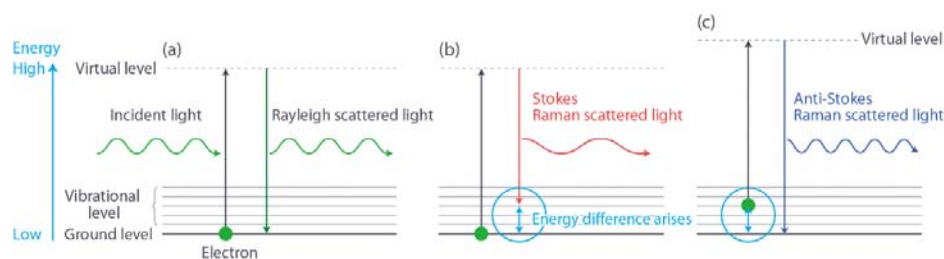 Energy
High
Low
(a)
Virtual level
Incident light
Rayleigh scattered light
Vibrational
level
Ground level
Electron
(b)
Stokes
Raman scattered light
Energy difference arises
(c)
Virtual level
Anti-Stokes
Raman scattered light